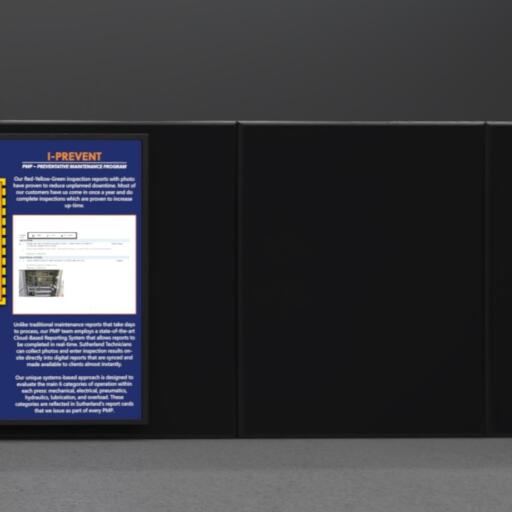 I-PREVENT
PMP – PREVENTATIVE MAINTENANCE PROGRAM
Our Red-Yellow-Green inspection reports with photo
have proven to reduce unplanned downtime. Most of
our customers have us come in once a year and do
complete inspections which are proven to increase
up-time.
Unlike traditional maintenance reports that take days
to process, our PMP team employs a state-of-the-art
Cloud-Based Reporting System that allows reports to
be completed in real-time. Sutherland Technicians
can collect photos and enter inspection results on-
site directly into digital reports that are synced and
made available to clients almost instantly.
Our unique systems-based approach is designed to
evaluate the main 6 categories of operation within
each press: mechanical, electrical, pneumatics,
hydraulics, lubrication, and overload. These
categories are reflected in Sutherland's report cards
that we issue as part of every PMP.